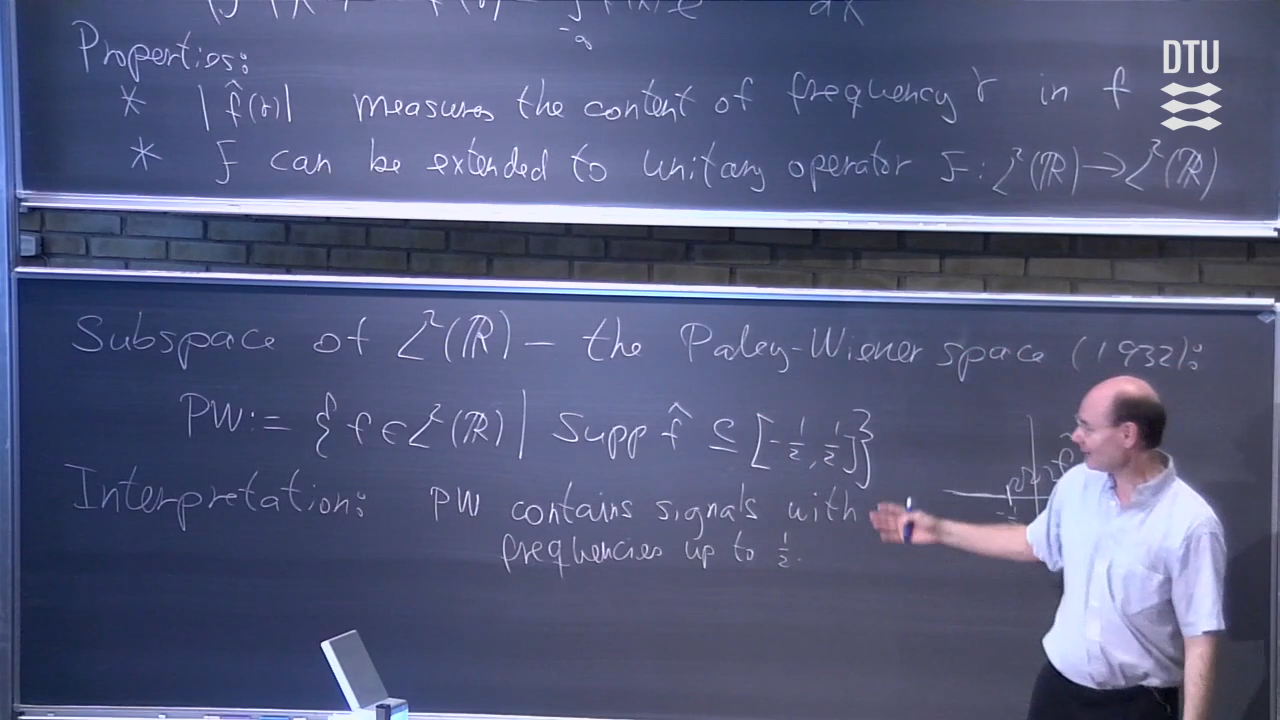 DTU
Properties:
* |f̂(γ)| measures the content of frequency γ in f
* F can be extended to unitary operator F: L²(ℝ) → L²(ℝ)
Subspace of L²(ℝ) – the Paley-Wiener space (1932):
PW := { f ∈ L²(ℝ) | supp f̂ ⊆ [-½, ½] }
Interpretation: PW contains signals with
frequencies up to ½.